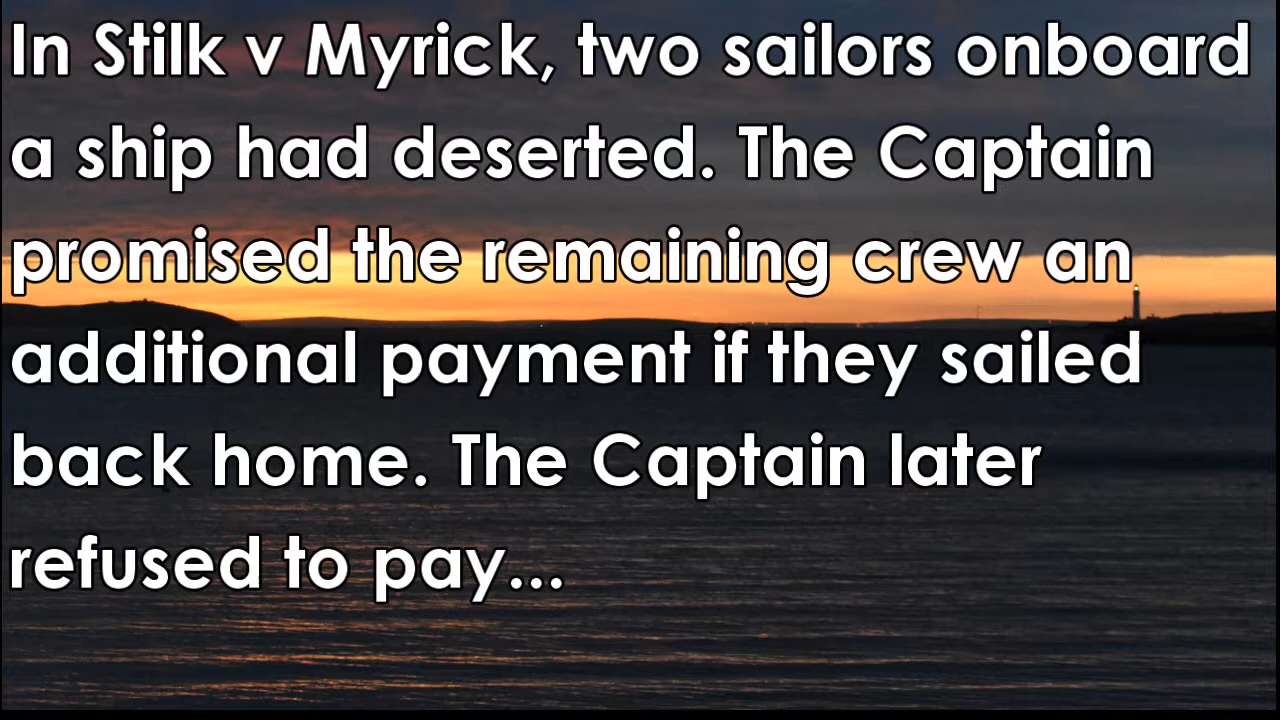 In Stilk v Myrick, two sailors onboard
a ship had deserted. The Captain
promised the remaining crew an
additional payment if they sailed
back home. The Captain later
refused to pay...